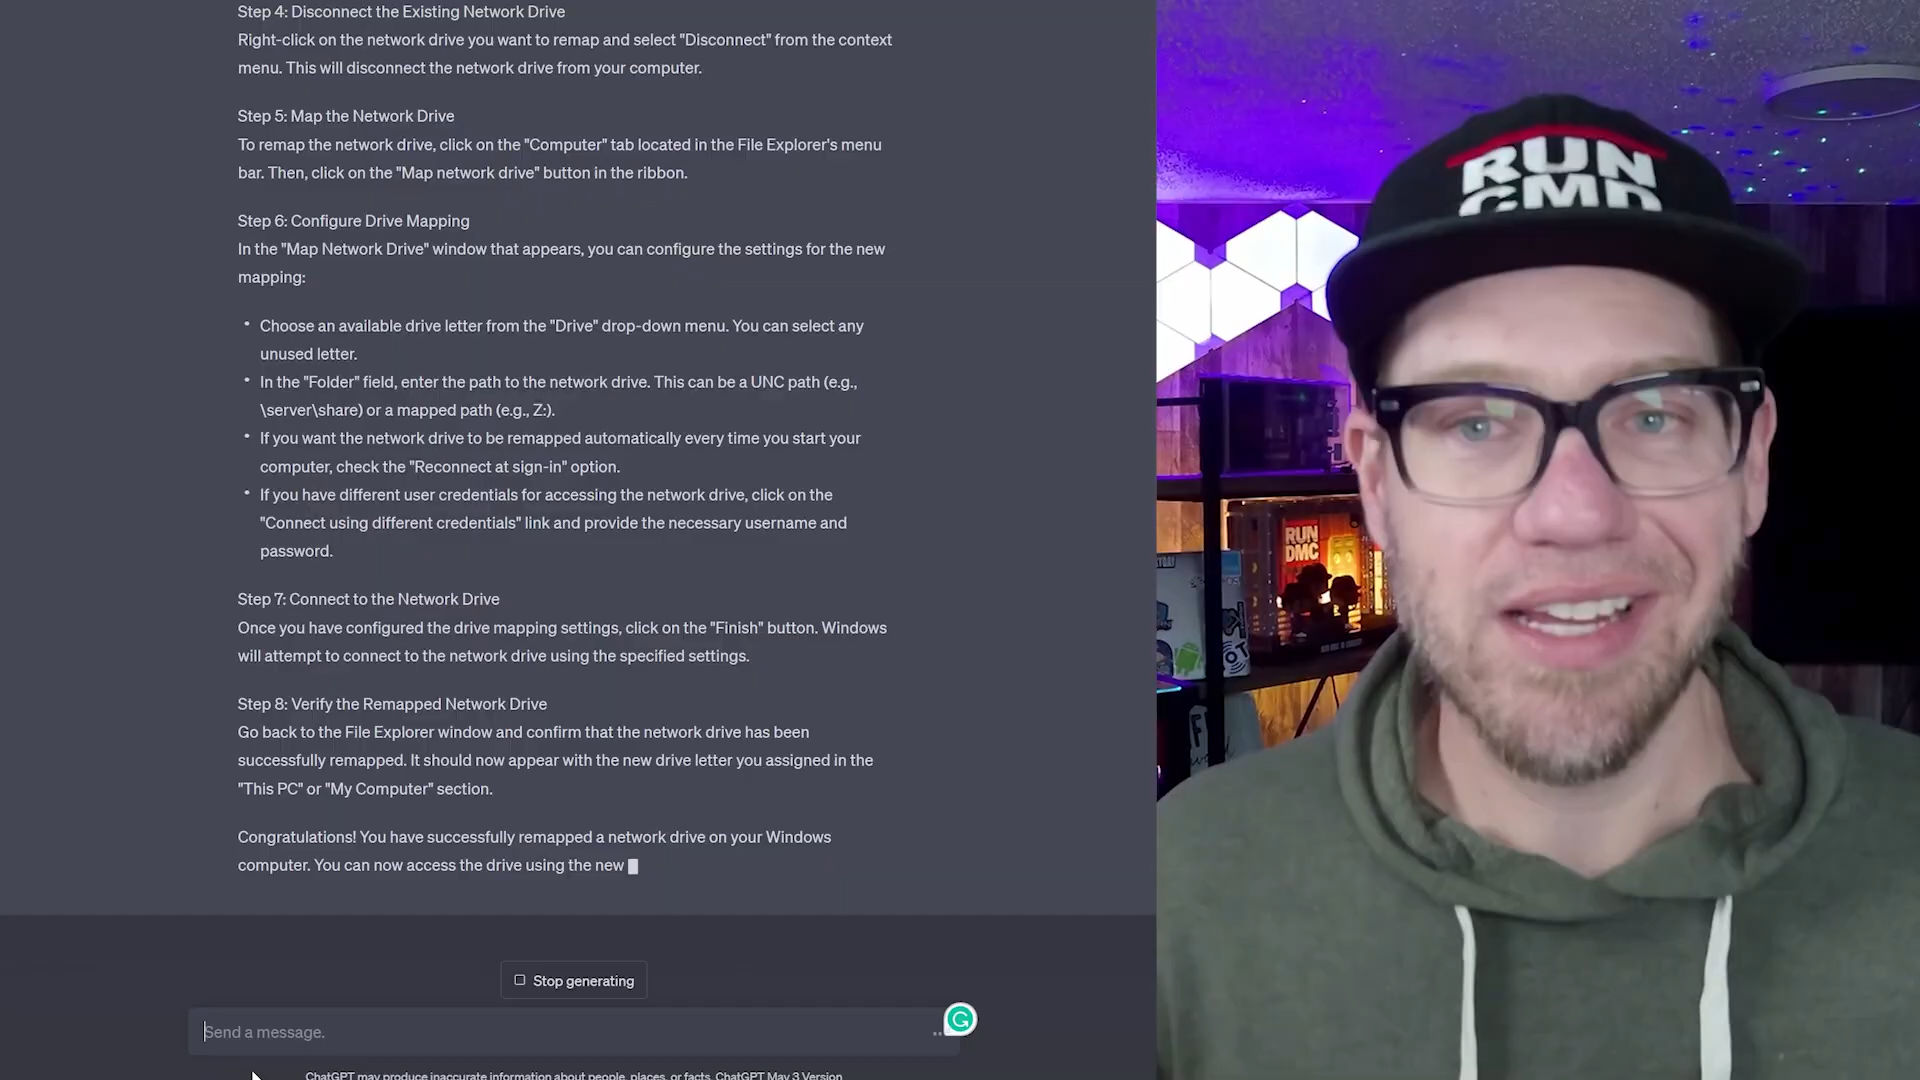 Step 4: Disconnect the Existing Network Drive
Right-click on the network drive you want to remap and select "Disconnect" from the context
menu. This will disconnect the network drive from your computer.
Step 5: Map the Network Drive
To remap the network drive, click on the "Computer" tab located in the File Explorer's menu
bar. Then, click on the "Map network drive" button in the ribbon.
Step 6: Configure Drive Mapping
In the "Map Network Drive" window that appears, you can configure the settings for the new
mapping:
• Choose an available drive letter from the "Drive" drop-down menu. You can select any
unused letter.
• In the "Folder" field, enter the path to the network drive. This can be a UNC path (e.g.,
\server\share) or a mapped path (e.g., Z:).
• If you want the network drive to be remapped automatically every time you start your
computer, check the "Reconnect at sign-in" option.
• If you have different user credentials for accessing the network drive, click on the
"Connect using different credentials" link and provide the necessary username and
password.
Step 7: Connect to the Network Drive
Once you have configured the drive mapping settings, click on the "Finish" button. Windows
will attempt to connect to the network drive using the specified settings.
Step 8: Verify the Remapped Network Drive
Go back to the File Explorer window and confirm that the network drive has been
successfully remapped. It should now appear with the new drive letter you assigned in the
"This PC" or "My Computer" section.
Congratulations! You have successfully remapped a network drive on your Windows
computer. You can now access the drive using the new
Stop generating
Send a message.
ChatGPT may produce inaccurate information about people, places, or facts. ChatGPT May 3 Version
RUN
CMD
RUN
DMC